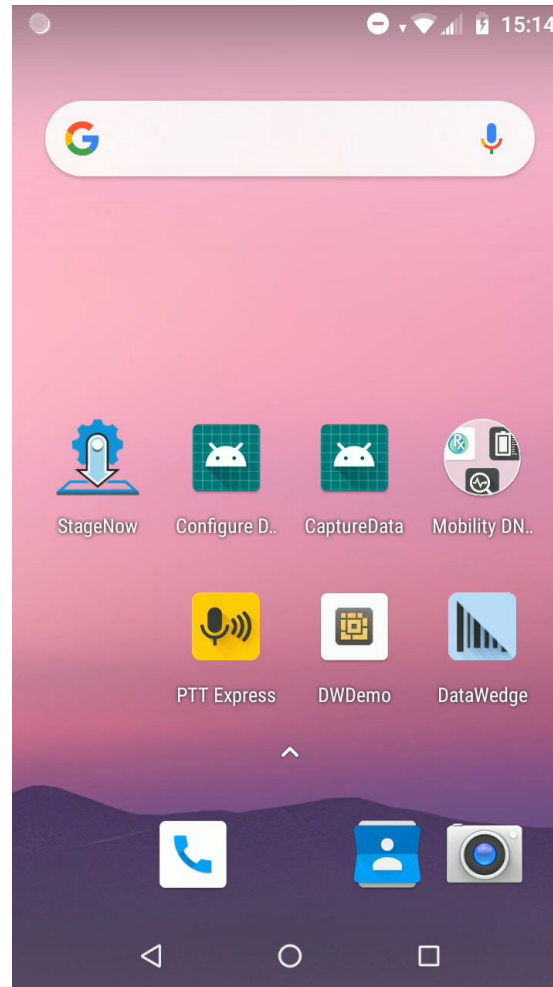 15:14
G
StageNow
Configure D..
CaptureData
Mobility DN..
PTT Express
DWDemo
DataWedge